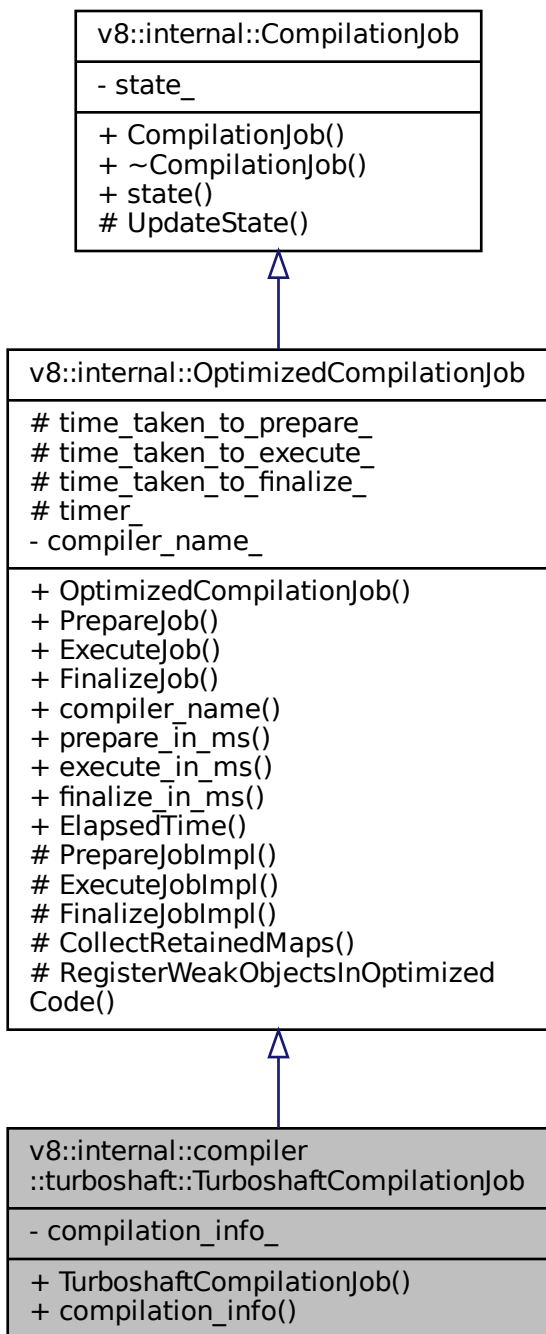 v8::internal::CompilationJob
- state_
+ CompilationJob()
+ ~CompilationJob()
+ state()
# UpdateState()
v8::internal::OptimizedCompilationJob
# time_taken_to_prepare_
# time_taken_to_execute_
# time_taken_to_finalize_
# timer_
- compiler_name_
+ OptimizedCompilationJob()
+ PrepareJob()
+ ExecuteJob()
+ FinalizeJob()
+ compiler_name()
+ prepare_in_ms()
+ execute_in_ms()
+ finalize_in_ms()
+ ElapsedTime()
# PrepareJobImpl()
# ExecuteJobImpl()
# FinalizeJobImpl()
# CollectRetainedMaps()
# RegisterWeakObjectsInOptimized
Code()
v8::internal::compiler
::turboshaft::TurboshaftCompilationJob
- compilation_info_
+ TurboshaftCompilationJob()
+ compilation_info()